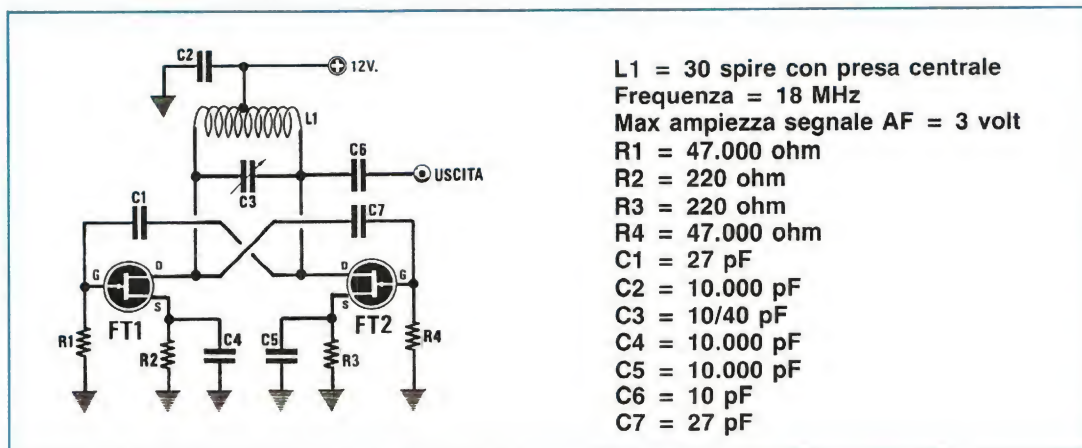 C2
12V.
L1
C6
USCITA
C3
C1
C7
G
D
S
FT1
D
G
S
FT2
R1
R2
C4
C5
R3
R4
L1 = 30 spire con presa centrale
Frequenza = 18 MHz
Max ampiezza segnale AF = 3 volt
R1 = 47.000 ohm
R2 = 220 ohm
R3 = 220 ohm
R4 = 47.000 ohm
C1 = 27 pF
C2 = 10.000 pF
C3 = 10/40 pF
C4 = 10.000 pF
C5 = 10.000 pF
C6 = 10 pF
C7 = 27 pF